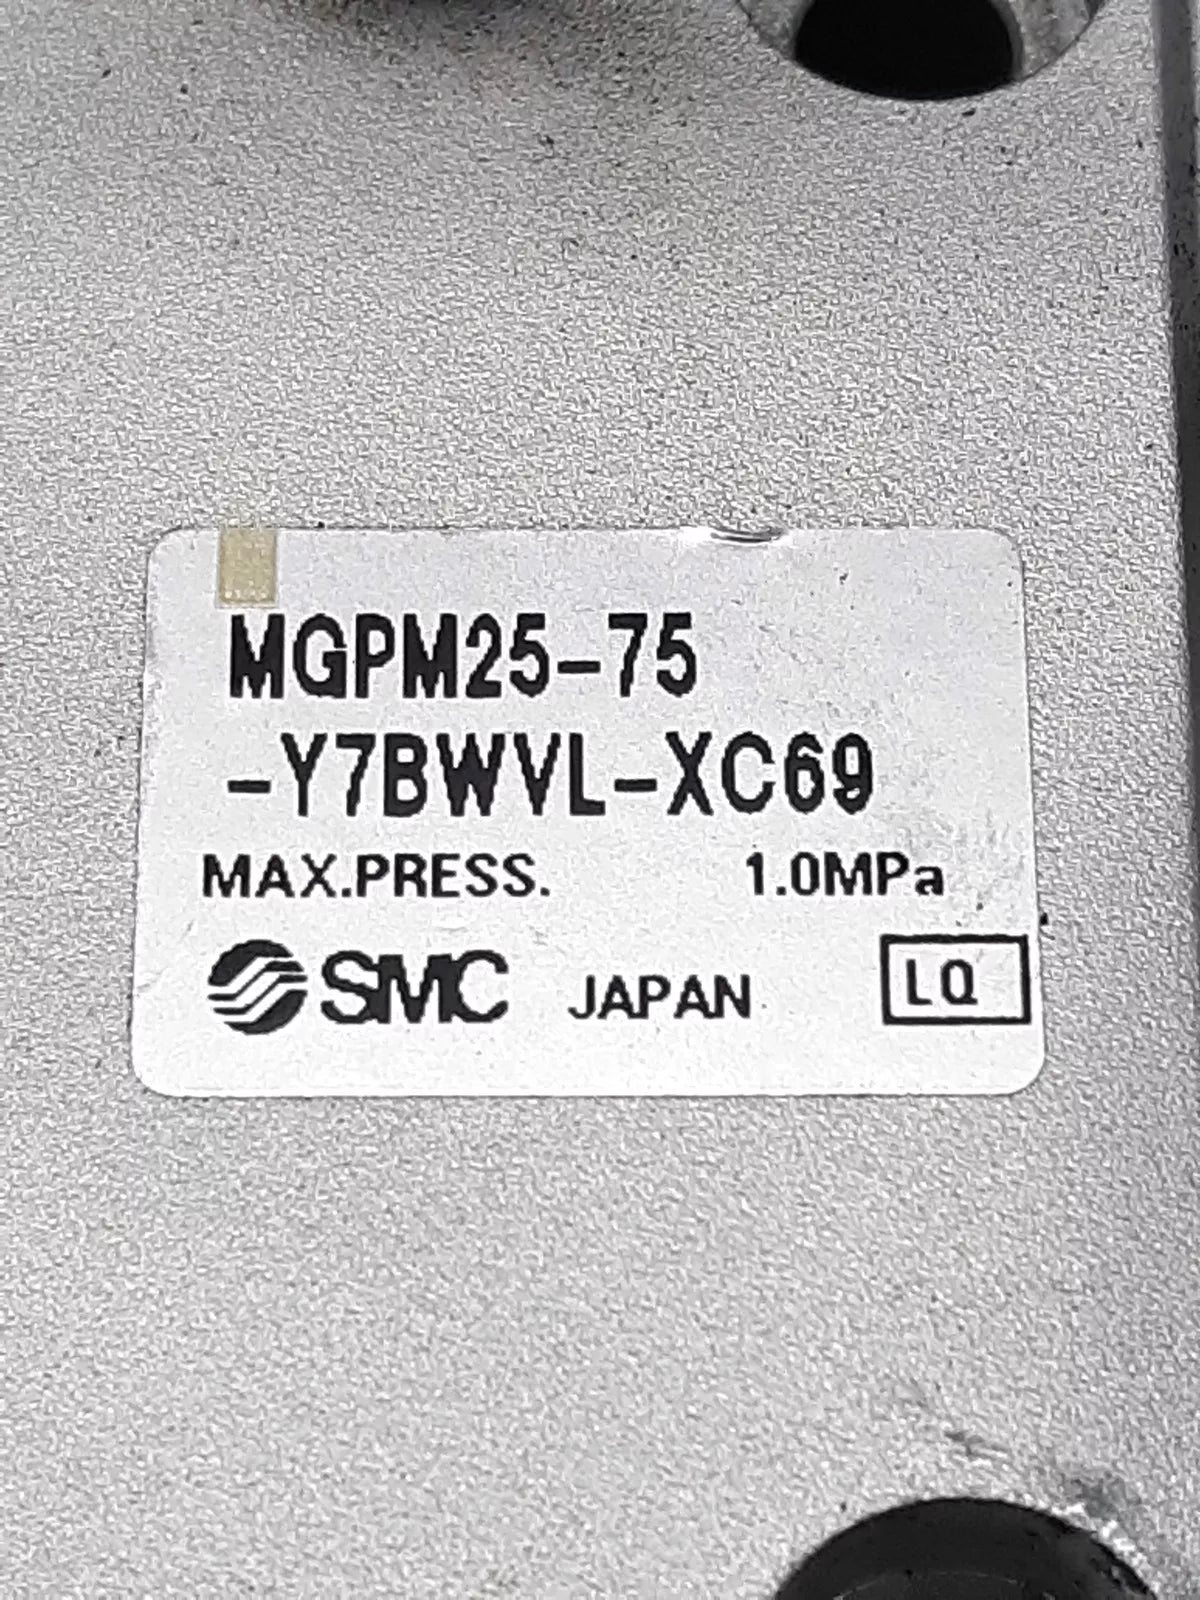 MGPM25-75
-Y7BWVL-XC69
MAX.PRESS. 1.0MPa
SMC JAPAN LQ